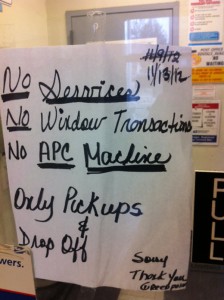 11/9/12
11/13/12
No Services
No Window Transactions
No APC Machine
Only Pickups
&
Drop Off
Sorry
Thank You
wers.